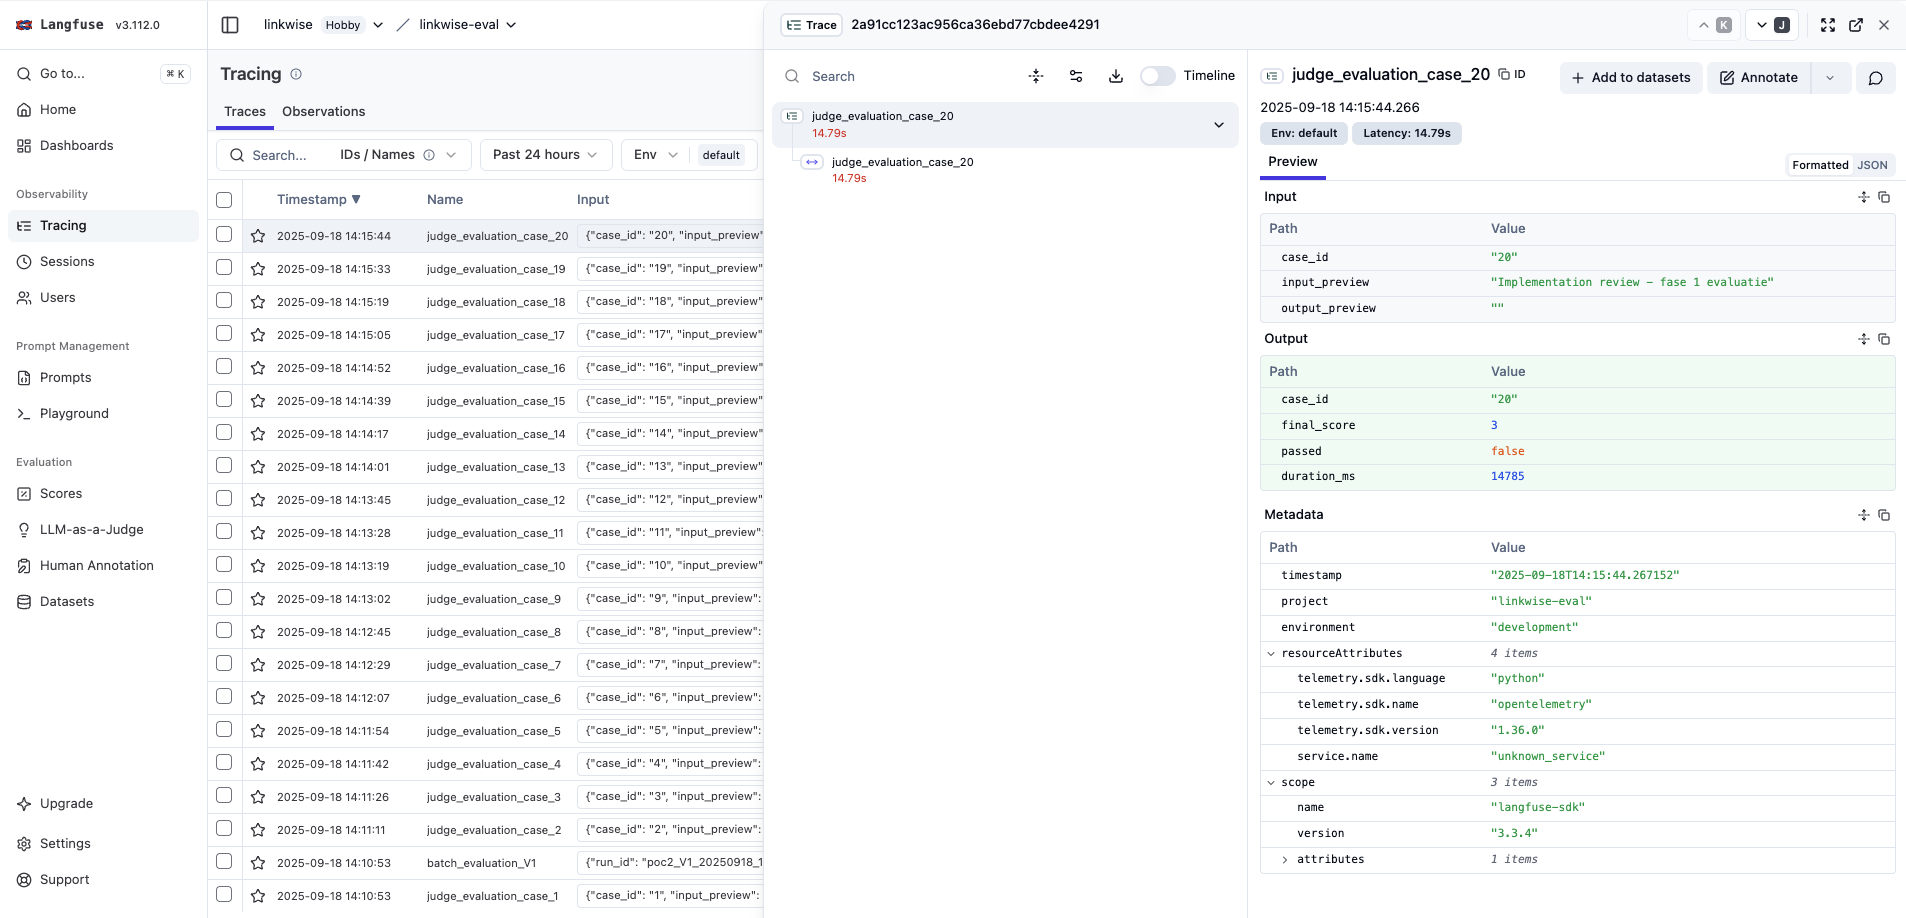 Langfuse v3.112.0
Go to... ⌘ K
Home
Dashboards
Observability
Tracing
Sessions
Users
Prompt Management
Prompts
Playground
Evaluation
Scores
LLM-as-a-Judge
Human Annotation
Datasets
Upgrade
Settings
Support
linkwise Hobby / linkwise-eval
Tracing
Traces Observations
Search... IDs / Names Past 24 hours Env default
Timestamp ▼ Name Input
2025-09-18 14:15:44 judge_evaluation_case_20 {"case_id": "20", "input_preview"
2025-09-18 14:15:33 judge_evaluation_case_19 {"case_id": "19", "input_preview"
2025-09-18 14:15:19 judge_evaluation_case_18 {"case_id": "18", "input_preview"
2025-09-18 14:15:05 judge_evaluation_case_17 {"case_id": "17", "input_preview"
2025-09-18 14:14:52 judge_evaluation_case_16 {"case_id": "16", "input_preview"
2025-09-18 14:14:39 judge_evaluation_case_15 {"case_id": "15", "input_preview"
2025-09-18 14:14:17 judge_evaluation_case_14 {"case_id": "14", "input_preview"
2025-09-18 14:14:01 judge_evaluation_case_13 {"case_id": "13", "input_preview"
2025-09-18 14:13:45 judge_evaluation_case_12 {"case_id": "12", "input_preview"
2025-09-18 14:13:28 judge_evaluation_case_11 {"case_id": "11", "input_preview":
2025-09-18 14:13:19 judge_evaluation_case_10 {"case_id": "10", "input_preview"
2025-09-18 14:13:02 judge_evaluation_case_9 {"case_id": "9", "input_preview":
2025-09-18 14:12:45 judge_evaluation_case_8 {"case_id": "8", "input_preview":
2025-09-18 14:12:29 judge_evaluation_case_7 {"case_id": "7", "input_preview":
2025-09-18 14:12:07 judge_evaluation_case_6 {"case_id": "6", "input_preview":
2025-09-18 14:11:54 judge_evaluation_case_5 {"case_id": "5", "input_preview":
2025-09-18 14:11:42 judge_evaluation_case_4 {"case_id": "4", "input_preview":
2025-09-18 14:11:26 judge_evaluation_case_3 {"case_id": "3", "input_preview":
2025-09-18 14:11:11 judge_evaluation_case_2 {"case_id": "2", "input_preview":
2025-09-18 14:10:53 batch_evaluation_V1 {"run_id": "poc2_V1_20250918_1
2025-09-18 14:10:53 judge_evaluation_case_1 {"case_id": "1", "input_preview":
Trace 2a91cc123ac956ca36ebd77cbdee4291 K J
Search Timeline
judge_evaluation_case_20
14.79s
judge_evaluation_case_20
14.79s
judge_evaluation_case_20 ID Add to datasets Annotate
2025-09-18 14:15:44.266
Env: default Latency: 14.79s
Preview Formatted JSON
Input
Path Value
case_id "20"
input_preview "Implementation review - fase 1 evaluatie"
output_preview ""
Output
Path Value
case_id "20"
final_score 3
passed false
duration_ms 14785
Metadata
Path Value
timestamp "2025-09-18T14:15:44.267152"
project "linkwise-eval"
environment "development"
resourceAttributes 4 items
telemetry.sdk.language "python"
telemetry.sdk.name "opentelemetry"
telemetry.sdk.version "1.36.0"
service.name "unknown_service"
scope 3 items
name "langfuse-sdk"
version "3.3.4"
attributes 1 items